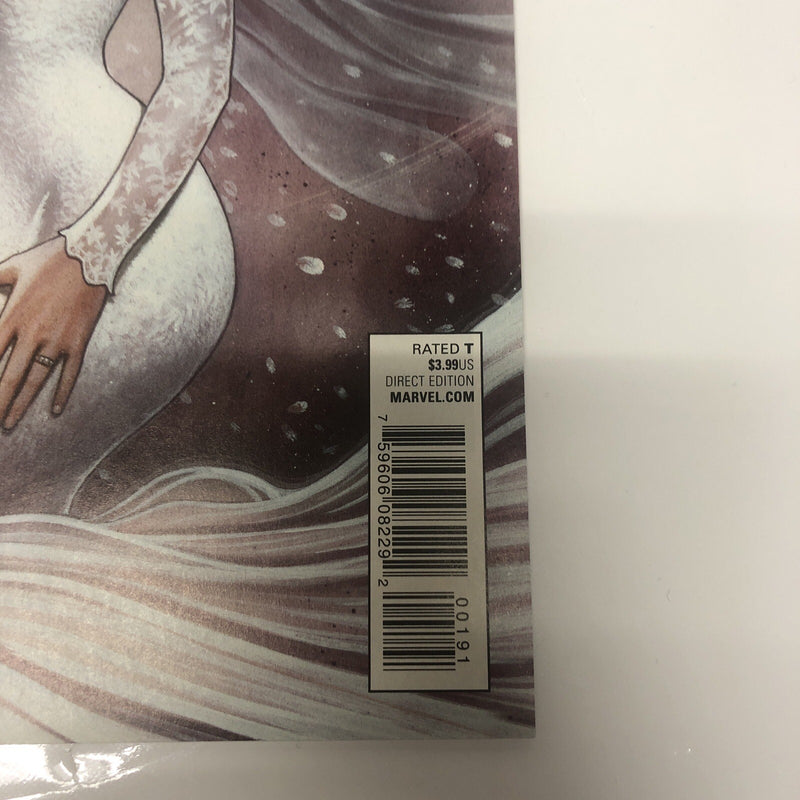 RATED T
$3.99US
DIRECT EDITION
MARVEL.COM
7 59606 08229 2
00191